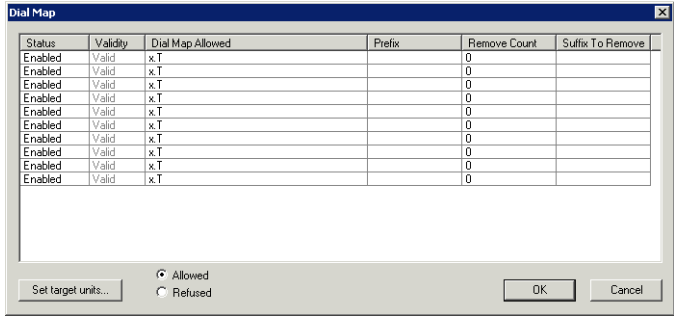 Dial Map
Status Validity Dial Map Allowed Prefix Remove Count Suffix To Remove
Enabled Valid x.T 0
Enabled Valid x.T 0
Enabled Valid x.T 0
Enabled Valid x.T 0
Enabled Valid x.T 0
Enabled Valid x.T 0
Enabled Valid x.T 0
Enabled Valid x.T 0
Enabled Valid x.T 0
Enabled Valid x.T 0
Allowed
Set target units... Refused OK Cancel